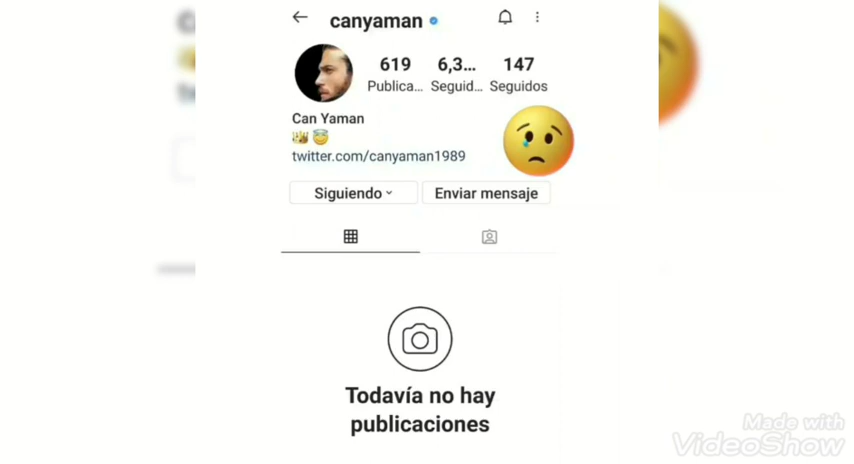 canyaman
619 6,3... 147
Publica... Seguid... Seguidos
Can Yaman
twitter.com/canyaman1989
Siguiendo Enviar mensaje
Todavía no hay
publicaciones
Made with
VideoShow